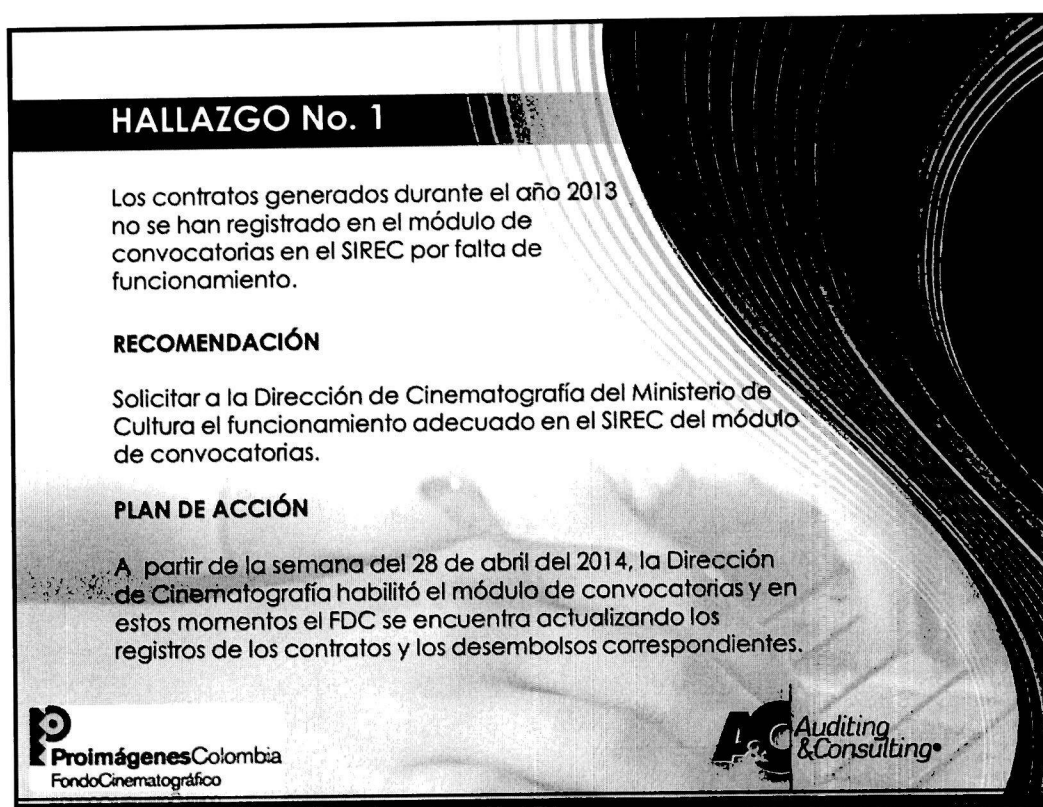 HALLAZGO No. 1
Los contratos generados durante el año 2013
no se han registrado en el módulo de
convocatorias en el SIREC por falta de
funcionamiento.
RECOMENDACIÓN
Solicitar a la Dirección de Cinematografía del Ministerio de
Cultura el funcionamiento adecuado en el SIREC del módulo
de convocatorias.
PLAN DE ACCIÓN
A partir de la semana del 28 de abril del 2014, la Dirección
de Cinematografía habilitó el módulo de convocatorias y en
estos momentos el FDC se encuentra actualizando los
registros de los contratos y los desembolsos correspondientes.
ProimágenesColombia
FondoCinematográfico
A&C
Auditing
&Consulting